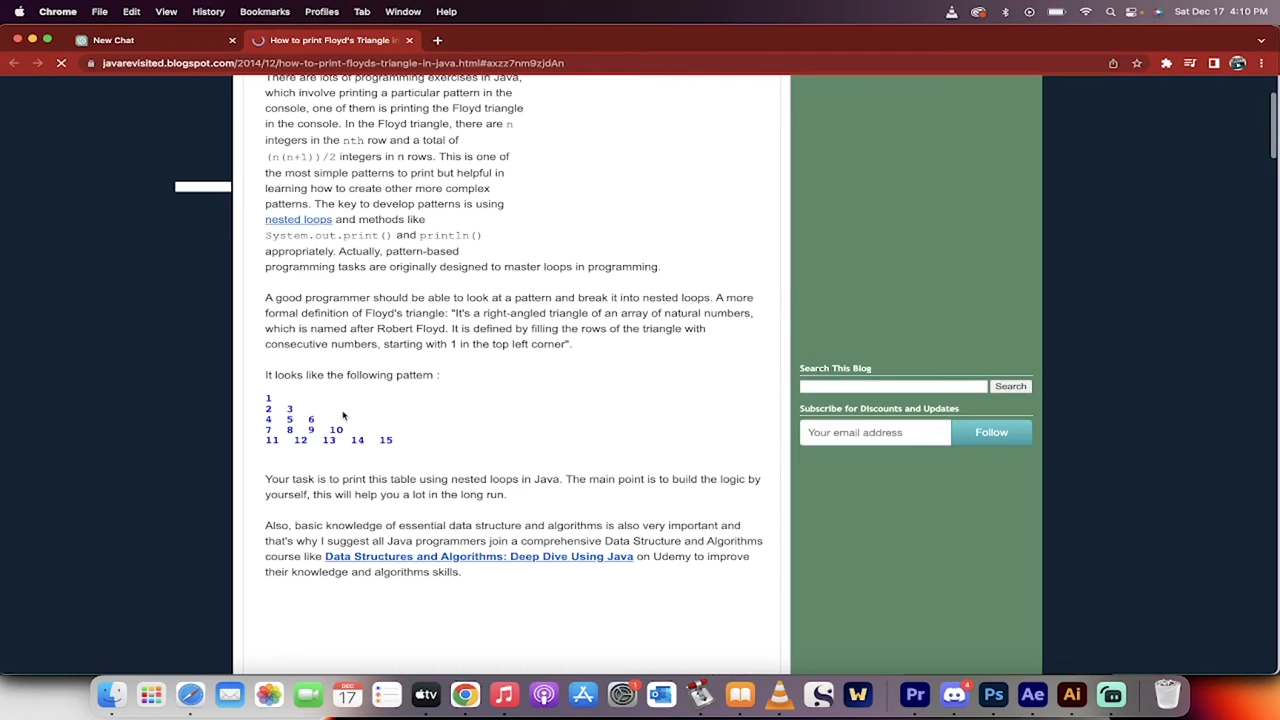 Chrome File Edit View History Bookmarks Profiles Tab Window Help Sat Dec 17 4:10 PM
New Chat How to print Floyd's Triangle in
javarevisited.blogspot.com/2014/12/how-to-print-floyds-triangle-in-java.html#axzz7nm9zjdAn
There are lots of programming exercises in Java,
which involve printing a particular pattern in the
console, one of them is printing the Floyd triangle
in the console. In the Floyd triangle, there are n
integers in the nth row and a total of
(n(n+1))/2 integers in n rows. This is one of
the most simple patterns to print but helpful in
learning how to create other more complex
patterns. The key to develop patterns is using
nested loops and methods like
System.out.print() and println()
appropriately. Actually, pattern-based
programming tasks are originally designed to master loops in programming.
A good programmer should be able to look at a pattern and break it into nested loops. A more
formal definition of Floyd's triangle: "It's a right-angled triangle of an array of natural numbers,
which is named after Robert Floyd. It is defined by filling the rows of the triangle with
consecutive numbers, starting with 1 in the top left corner".
It looks like the following pattern :
1
2 3
4 5 6
7 8 9 10
11 12 13 14 15
Your task is to print this table using nested loops in Java. The main point is to build the logic by
yourself, this will help you a lot in the long run.
Also, basic knowledge of essential data structure and algorithms is also very important and
that's why I suggest all Java programmers join a comprehensive Data Structure and Algorithms
course like Data Structures and Algorithms: Deep Dive Using Java on Udemy to improve
their knowledge and algorithms skills.
Search This Blog
Search
Subscribe for Discounts and Updates
Your email address Follow
DEC
17
tv
1
W
Pr
4
Ps
Ae
Ai